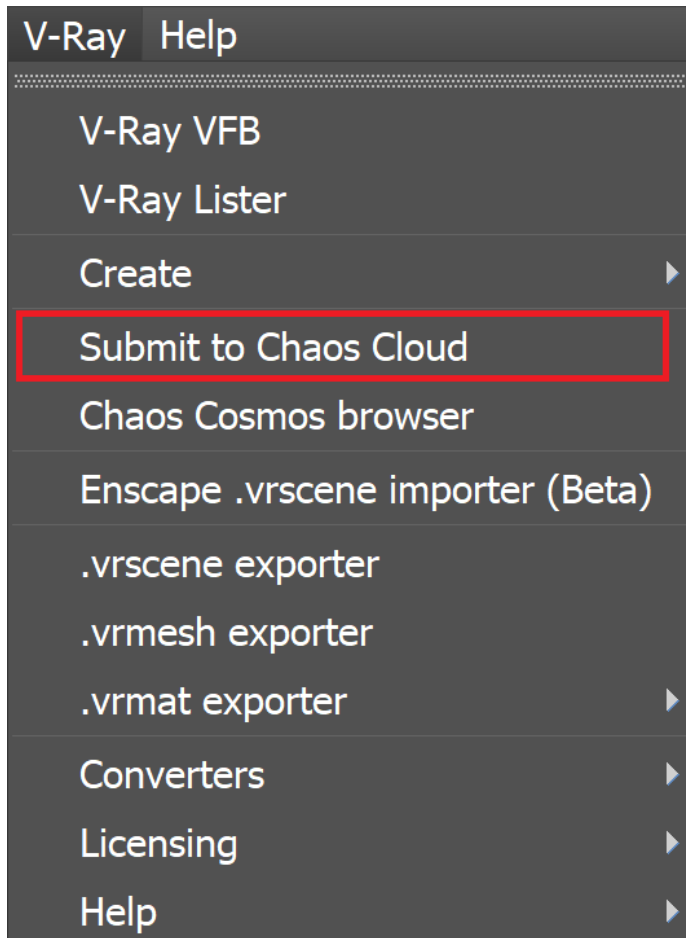 V-Ray Help
V-Ray VFB
V-Ray Lister
Create
Submit to Chaos Cloud
Chaos Cosmos browser
Enscape .vrscene importer (Beta)
.vrscene exporter
.vrmesh exporter
.vrmat exporter
Converters
Licensing
Help